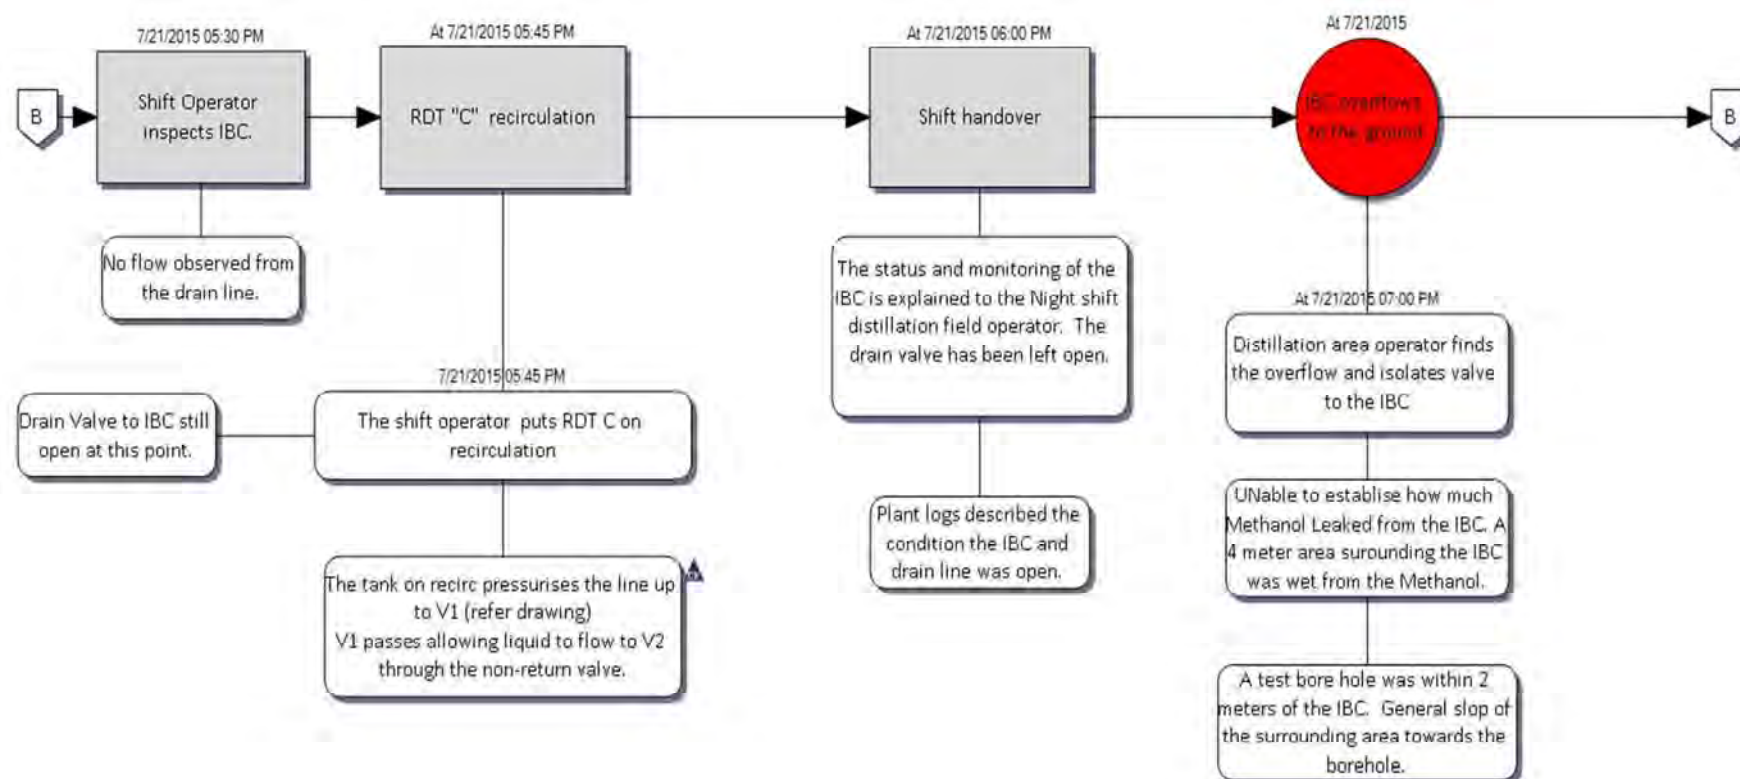 7/21/2015 05:30 PM
At 7/21/2015 05:45 PM
At 7/21/2015 06:00 PM
At 7/21/2015
B
Shift Operator
inspects IBC.
RDT "C" recirculation
Shift handover
IBC overflows
to the ground
B
No flow observed from
the drain line.
Drain Valve to IBC still
open at this point.
7/21/2015 05:45 PM
The shift operator puts RDT C on
recirculation
The tank on recirc pressurises the line up
to V1 (refer drawing)
V1 passes allowing liquid to flow to V2
through the non-return valve.
The status and monitoring of the
IBC is explained to the Night shift
distillation field operator. The
drain valve has been left open.
Plant logs described the
condition the IBC and
drain line was open.
At 7/21/2015 07:00 PM
Distillation area operator finds
the overflow and isolates valve
to the IBC
UNable to establise how much
Methanol Leaked from the IBC. A
4 meter area surounding the IBC
was wet from the Methanol.
A test bore hole was within 2
meters of the IBC. General slop of
the surrounding area towards the
borehole.